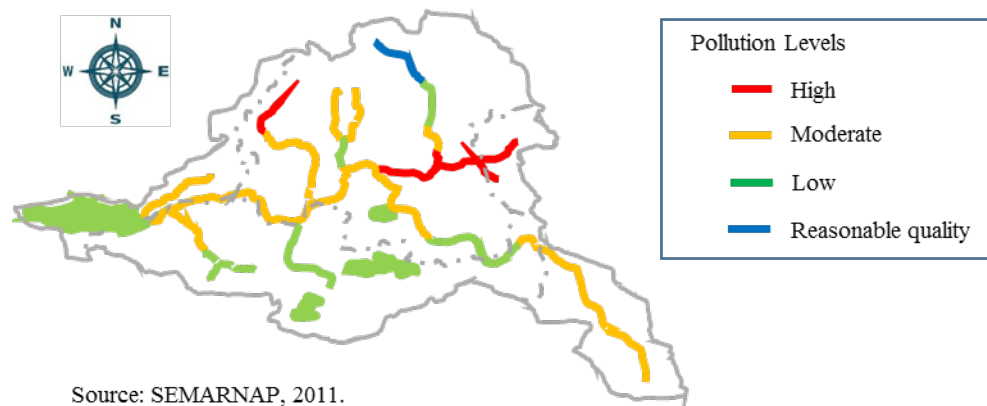 N
W E
S
Pollution Levels
High
Moderate
Low
Reasonable quality
Source: SEMARNAP, 2011.